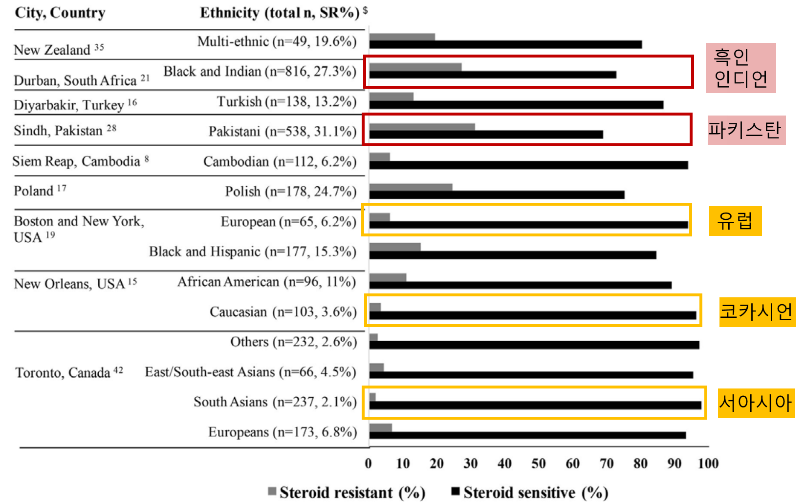 City, Country Ethnicity (total n, SR%) $
New Zealand 35 Multi-ethnic (n=49, 19.6%)
흑인
인디언
Durban, South Africa 21 Black and Indian (n=816, 27.3%)
Diyarbakir, Turkey 16 Turkish (n=138, 13.2%)
Sindh, Pakistan 28 Pakistani (n=538, 31.1%) 파키스탄
Siem Reap, Cambodia 8 Cambodian (n=112, 6.2%)
Poland 17 Polish (n=178, 24.7%)
Boston and New York, European (n=65, 6.2%) 유럽
USA 19
Black and Hispanic (n=177, 15.3%)
New Orleans, USA 15 African American (n=96, 11%)
Caucasian (n=103, 3.6%) 코카시언
Others (n=232, 2.6%)
Toronto, Canada 42 East/South-east Asians (n=66, 4.5%)
South Asians (n=237, 2.1%) 서아시아
Europeans (n=173, 6.8%)
0 10 20 30 40 50 60 70 80 90 100
Steroid resistant (%) Steroid sensitive (%)